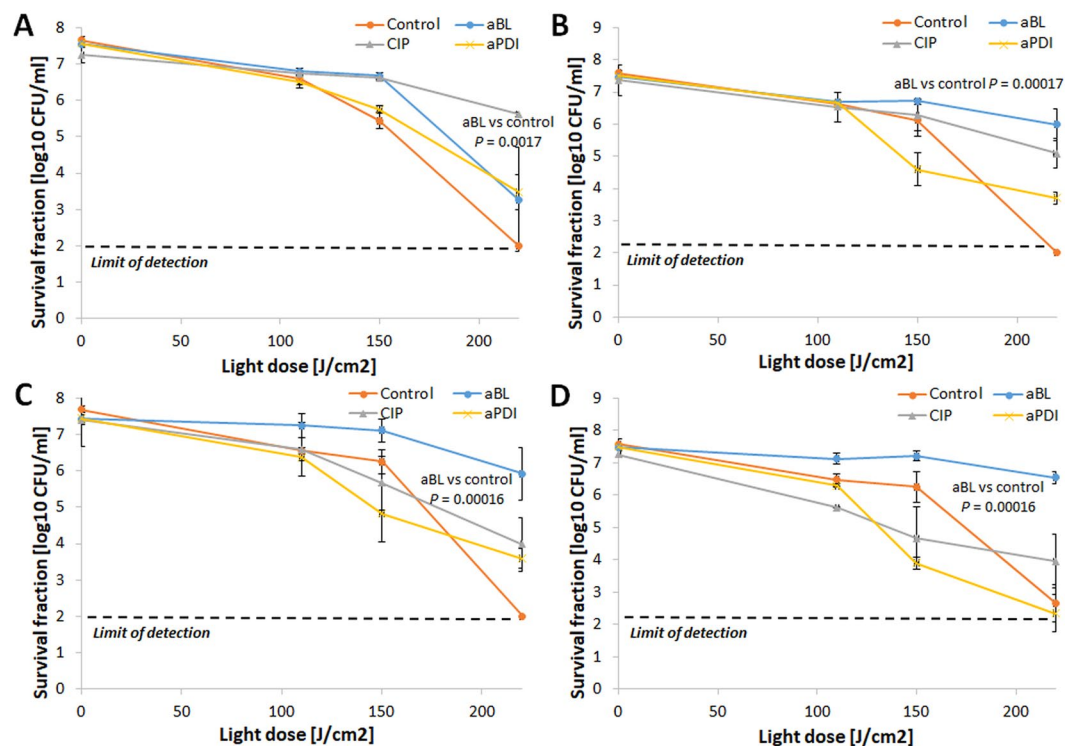 A
Control
aBL
CIP
aPDI
8
7
6
5
4
3
2
1
0
Survival fraction [log10 CFU/ml]
aBL vs control
P = 0.0017
Limit of detection
0
50
100
150
200
Light dose [J/cm2]
B
Control
aBL
CIP
aPDI
9
8
7
6
5
4
3
2
1
0
Survival fraction [log10 CFU/ml]
aBL vs control P = 0.00017
Limit of detection
0
50
100
150
200
Light dose [J/cm2]
C
Control
aBL
CIP
aPDI
8
7
6
5
4
3
2
1
0
Survival fraction [log10 CFU/ml]
aBL vs control
P = 0.00016
Limit of detection
0
50
100
150
200
Light dose [J/cm2]
D
Control
aBL
CIP
aPDI
9
8
7
6
5
4
3
2
1
0
Survival fraction [log10 CFU/ml]
aBL vs control
P = 0.00016
Limit of detection
0
50
100
150
200
Light dose [J/cm2]